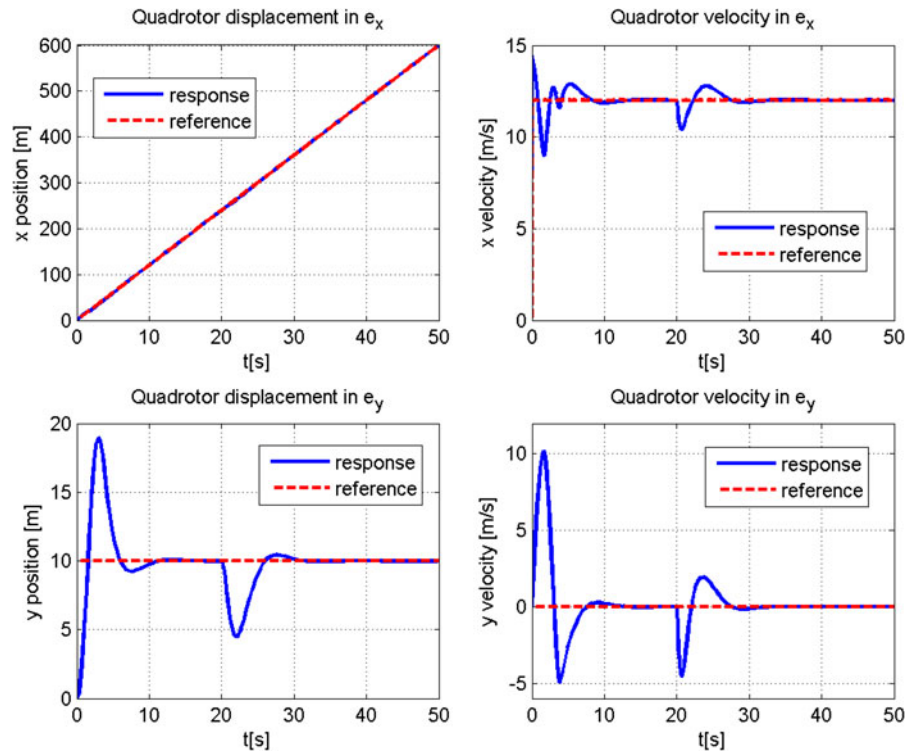 Quadrotor displacement in e_x
600
500
400
300
200
100
0
x position [m]
response
reference
0 10 20 30 40 50
t[s]
Quadrotor velocity in e_x
15
10
5
0
x velocity [m/s]
response
reference
0 10 20 30 40 50
t[s]
Quadrotor displacement in e_y
20
15
10
5
0
y position [m]
response
reference
0 10 20 30 40 50
t[s]
Quadrotor velocity in e_y
10
5
0
-5
y velocity [m/s]
response
reference
0 10 20 30 40 50
t[s]